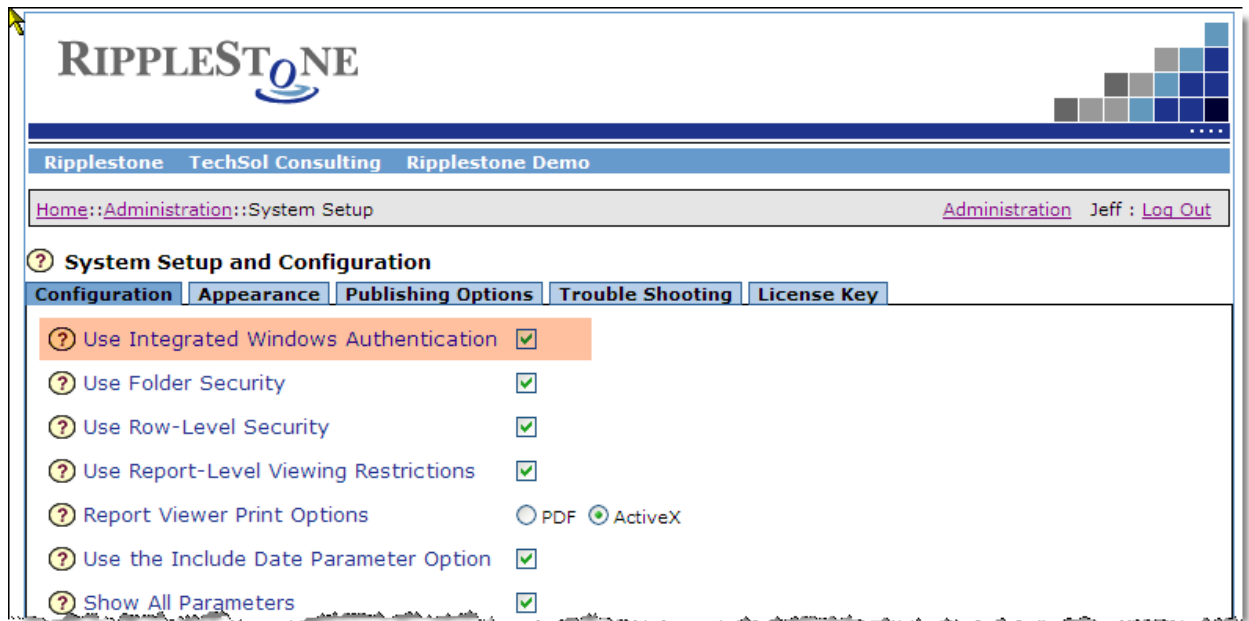 RIPPLESTONE
Ripplestone TechSol Consulting Ripplestone Demo
Home::Administration::System Setup Administration Jeff : Log Out
? System Setup and Configuration
Configuration Appearance Publishing Options Trouble Shooting License Key
? Use Integrated Windows Authentication
? Use Folder Security
? Use Row-Level Security
? Use Report-Level Viewing Restrictions
? Report Viewer Print Options PDF ActiveX
? Use the Include Date Parameter Option
? Show All Parameters